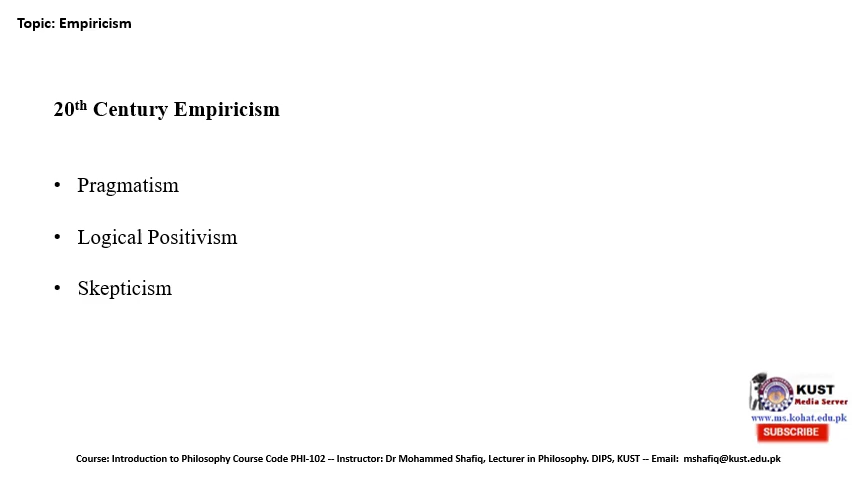 Topic: Empiricism
20th Century Empiricism
• Pragmatism
• Logical Positivism
• Skepticism
KUST
Media Server
www.ms.kohat.edu.pk
SUBSCRIBE
Course: Introduction to Philosophy Course Code PHI-102 -- Instructor: Dr Mohammed Shafiq, Lecturer in Philosophy. DIPS, KUST -- Email: mshafiq@kust.edu.pk